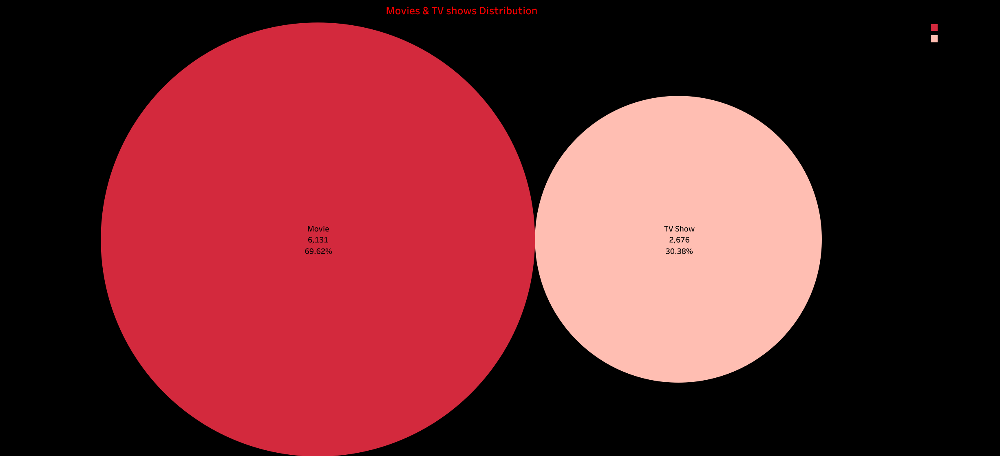 Movies & TV shows Distribution
Movie
6,131
69.62%
TV Show
2,676
30.38%